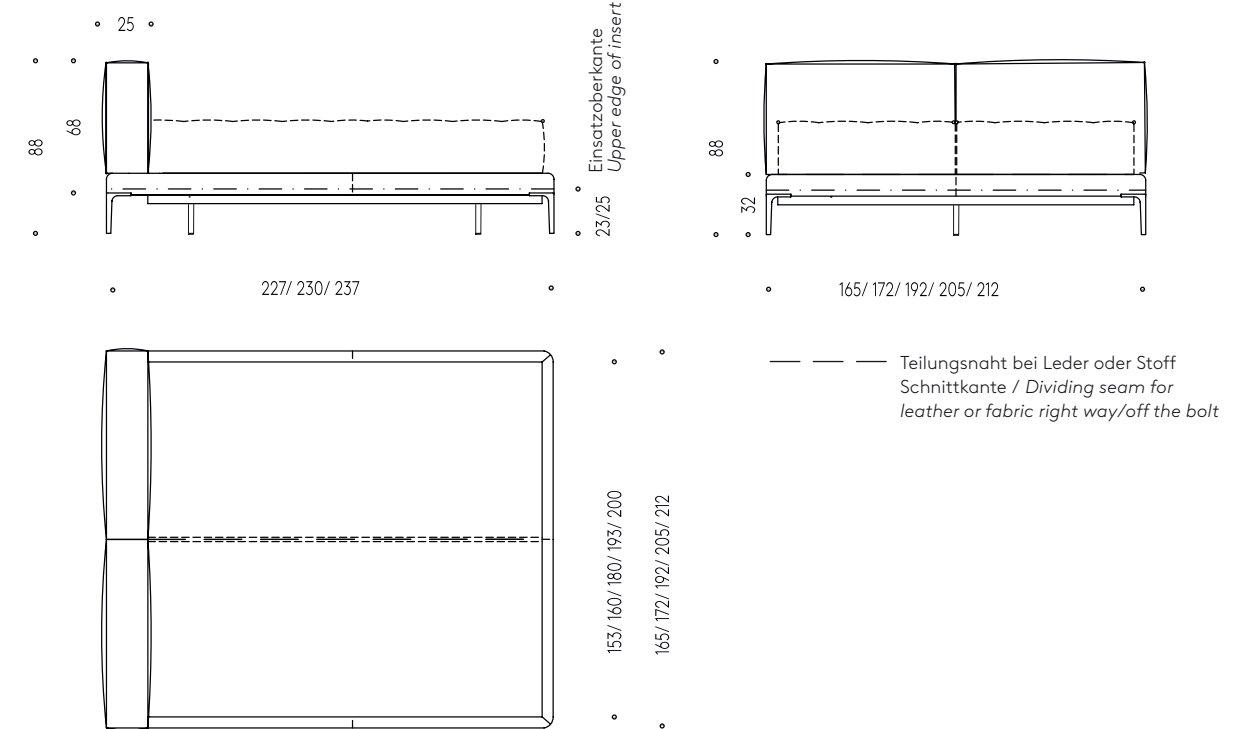 25
88
68
Einsatzoberkante
Upper edge of insert
23/25
227/ 230/ 237
88
32
165/ 172/ 192/ 205/ 212
153/ 160/ 180/ 193/ 200
165/ 172/ 192/ 205/ 212
Teilungsnaht bei Leder oder Stoff
Schnittkante / Dividing seam for
leather or fabric right way/off the bolt